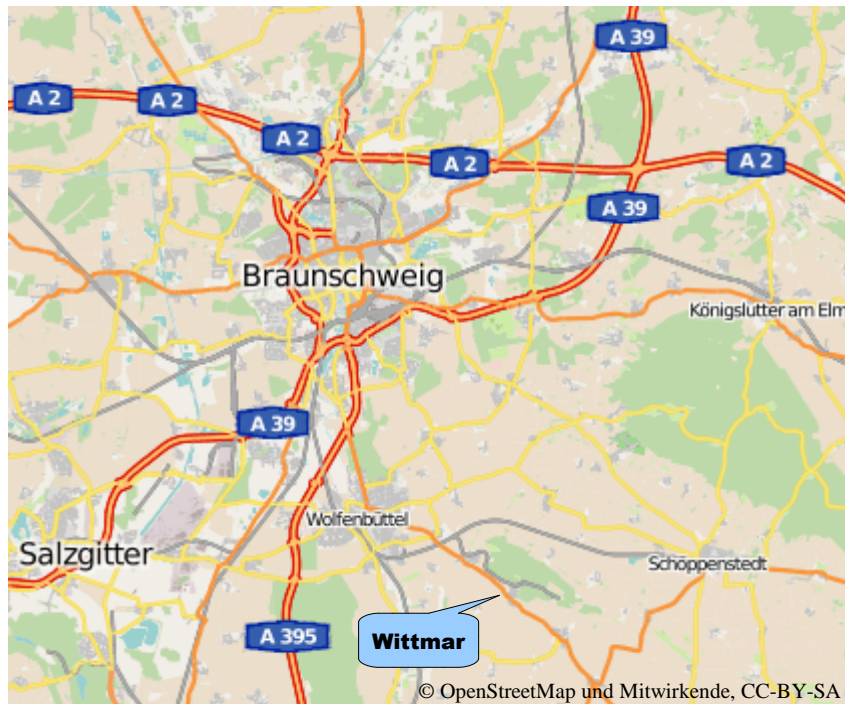 A 39
A 2
A 2
A 2
A 2
A 2
A 39
Braunschweig
Königslutter am Elm
A 39
Wolfenbüttel
Salzgitter
Schöppenstedt
A 395
Wittmar
© OpenStreetMap und Mitwirkende, CC-BY-SA